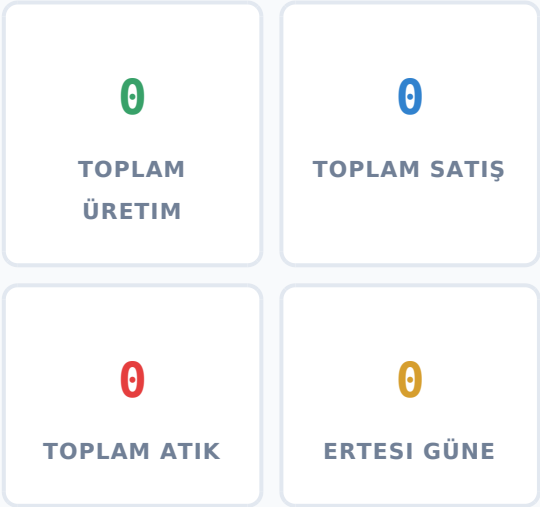 0
TOPLAM
ÜRETIM
0
TOPLAM SATIŞ
0
TOPLAM ATIK
0
ERTESI GÜNE